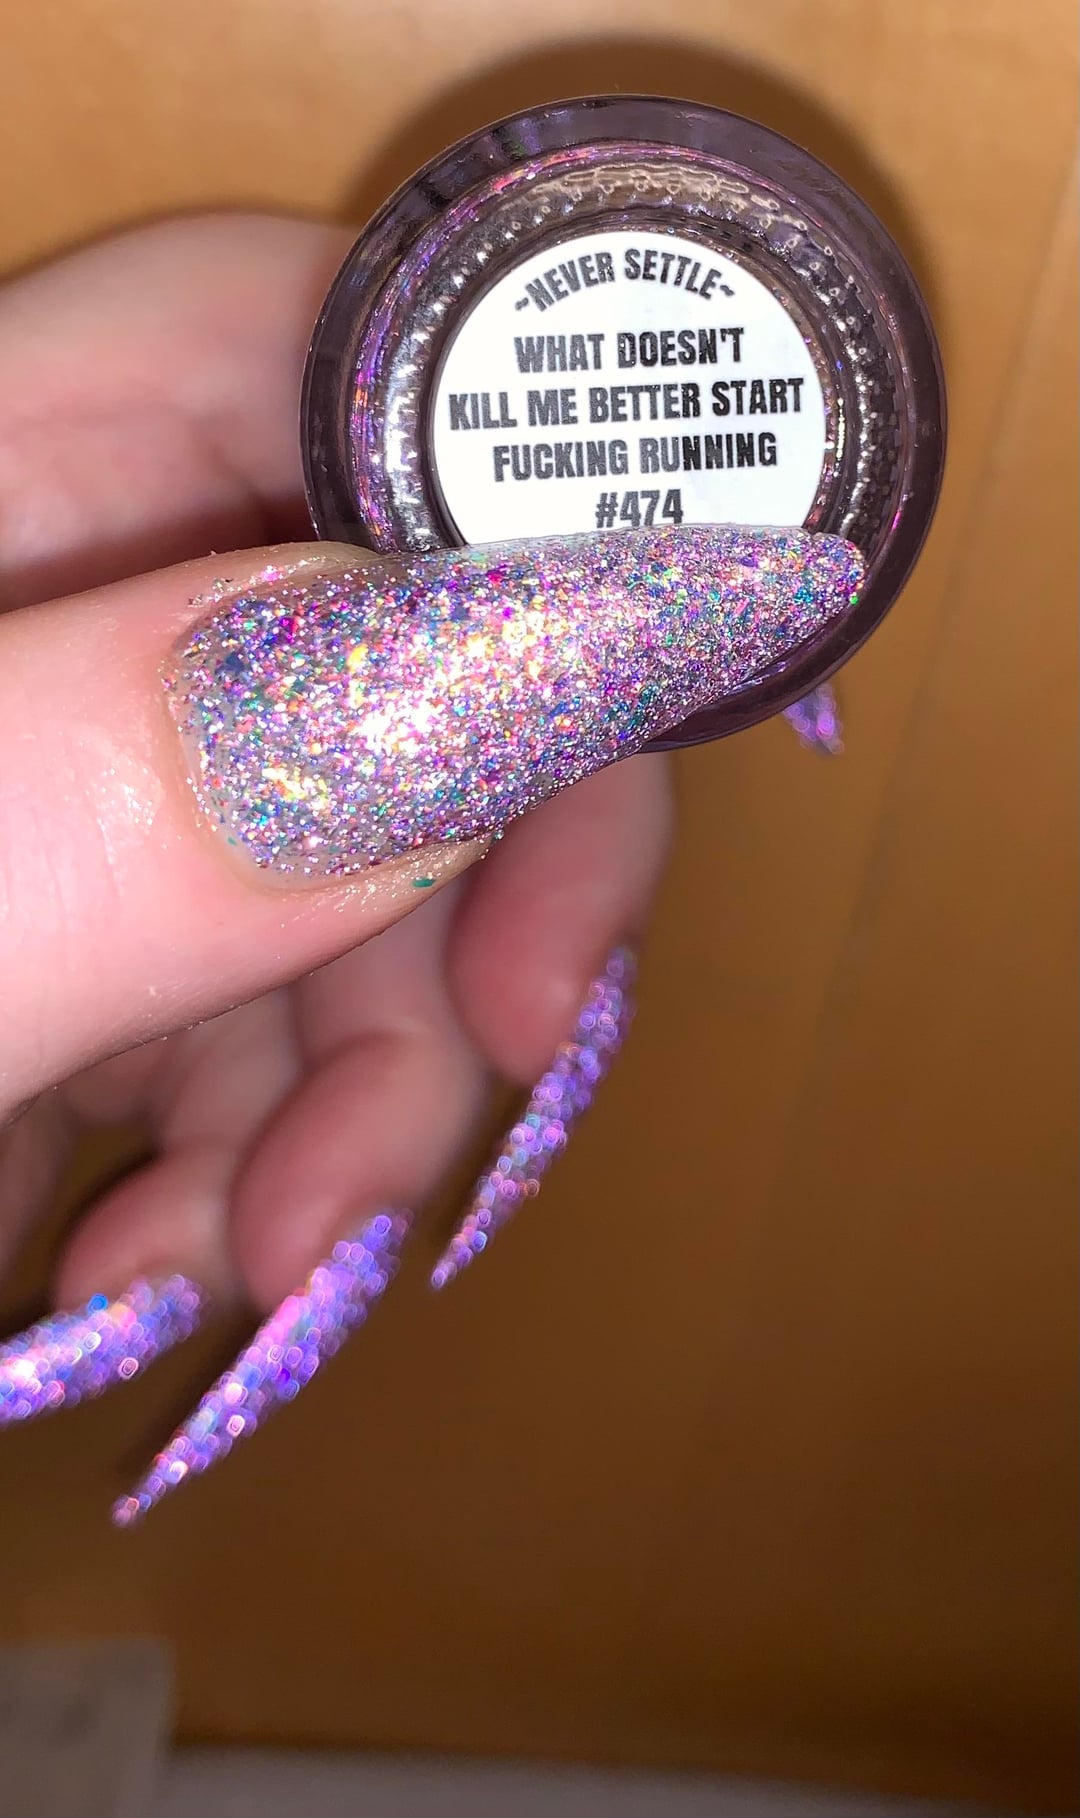 ~NEVER SETTLE~
WHAT DOESN'T
KILL ME BETTER START
FUCKING RUNNING
#474